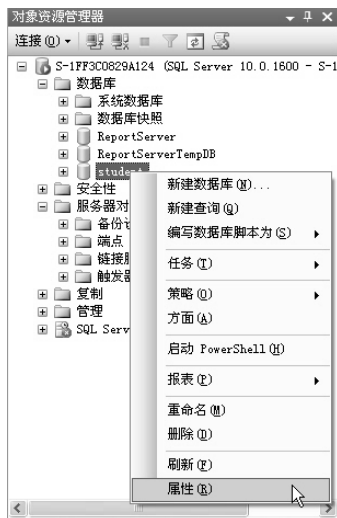 对象资源管理器
连接(O)
S-1FF3C0829A124 (SQL Server 10.0.1600 - S-1
数据库
系统数据库
数据库快照
ReportServer
ReportServerTempDB
student
安全性
服务器对
备份
端点
链接
触发
复制
管理
SQL Serv
新建数据库(N)...
新建查询(Q)
编写数据库脚本为(S)
任务(T)
策略(O)
方面(A)
启动 PowerShell(H)
报表(P)
重命名(M)
删除(D)
刷新(F)
属性(R)